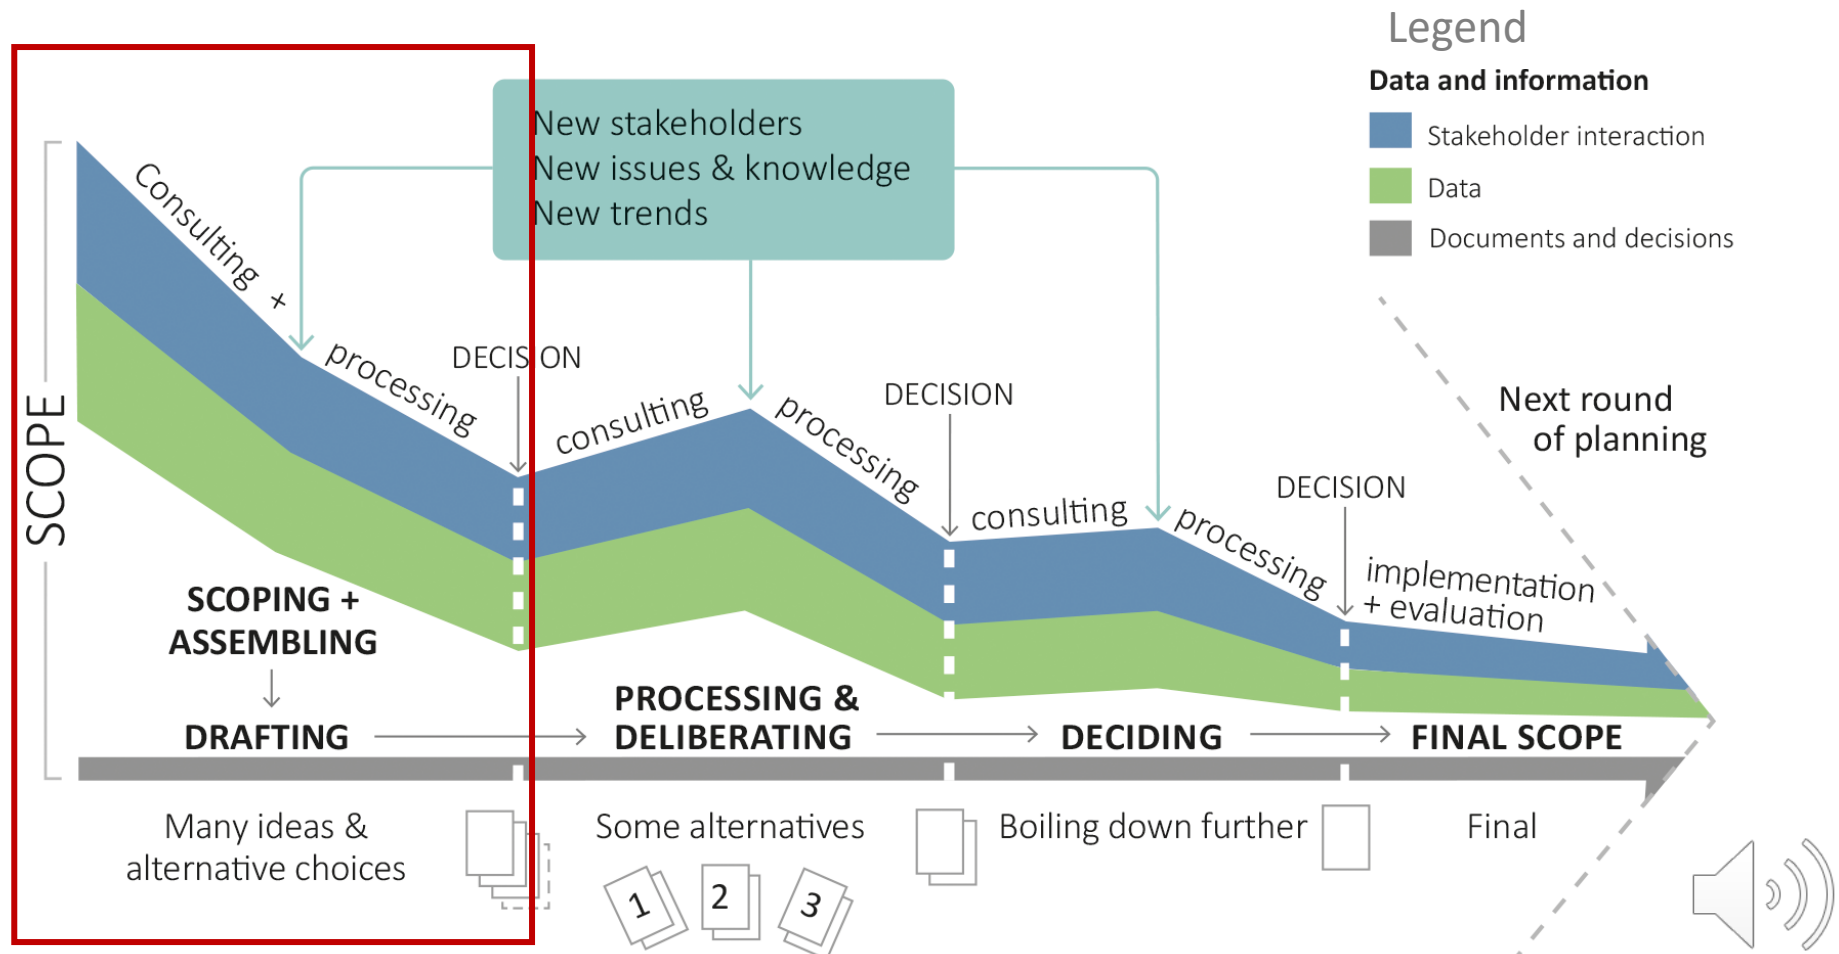 Legend
Data and information
Stakeholder interaction
Data
Documents and decisions
New stakeholders
New issues & knowledge
New trends
SCOPE
Consulting +
processing
DECISION
consulting
processing
DECISION
consulting
processing
DECISION
implementation
+ evaluation
Next round
of planning
SCOPING +
ASSEMBLING
DRAFTING
PROCESSING &
DELIBERATING
DECIDING
FINAL SCOPE
Many ideas &
alternative choices
Some alternatives
1
2
3
Boiling down further
Final